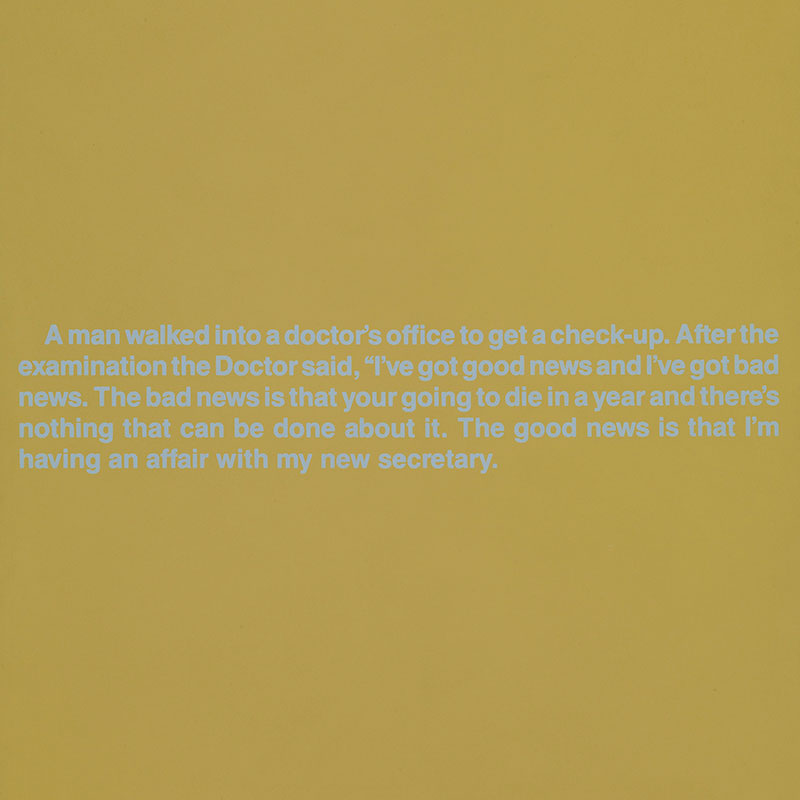 A man walked into a doctor's office to get a check-up. After the
examination the Doctor said, “I've got good news and I've got bad
news. The bad news is that your going to die in a year and there's
nothing that can be done about it. The good news is that I'm
having an affair with my new secretary.